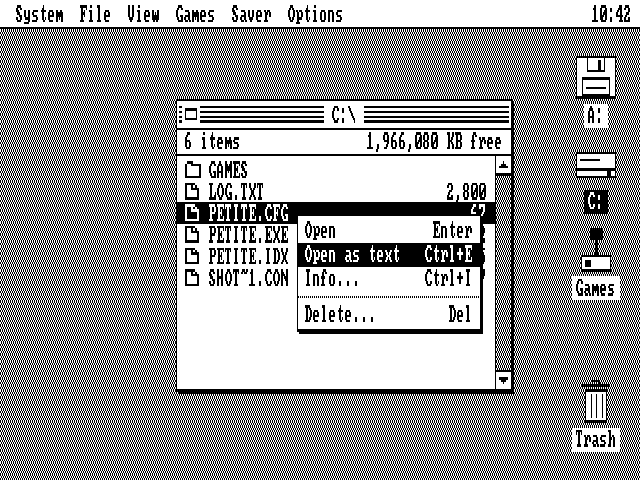 System File View Games Saver Options 10:42
C:\
6 items 1,966,080 KB free
GAMES
LOG.TXT 2,800
PETITE.CFG
PETITE.EXE
PETITE.IDX
SHOT~1.CON
Open Enter
Open as text Ctrl+E
Info... Ctrl+I
Delete... Del
A:
C:
Games
Trash